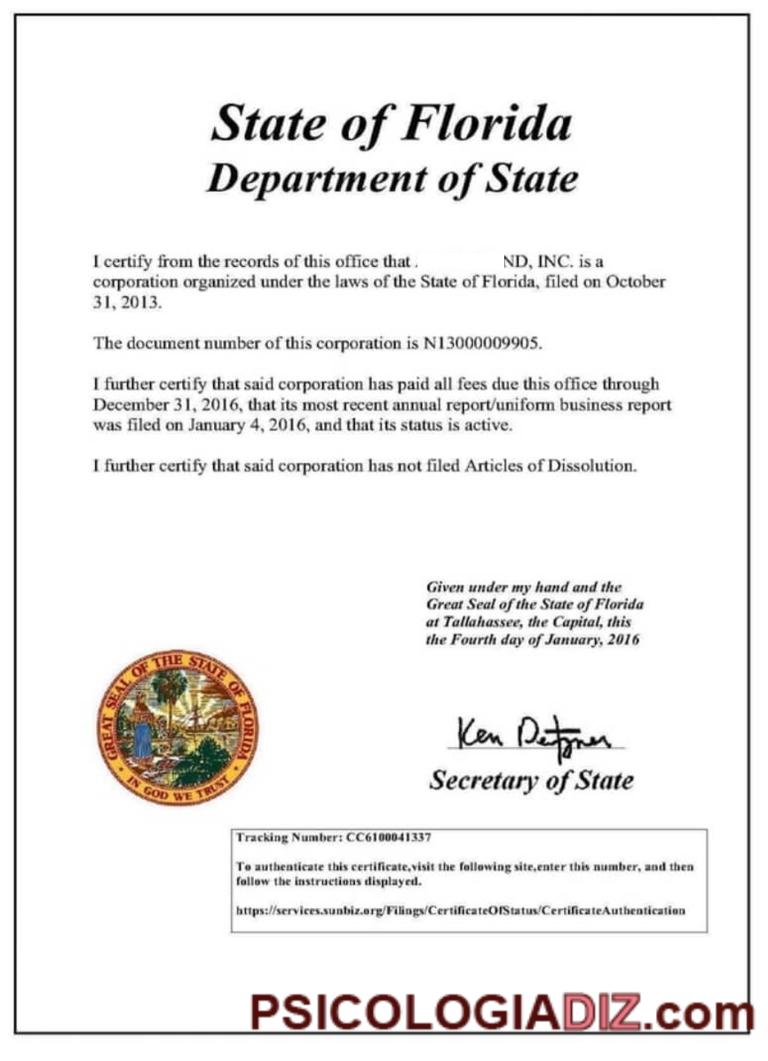 State of Florida
Department of State
I certify from the records of this office that . ND, INC. is a
corporation organized under the laws of the State of Florida, filed on October
31, 2013.
The document number of this corporation is N13000009905.
I further certify that said corporation has paid all fees due this office through
December 31, 2016, that its most recent annual report/uniform business report
was filed on January 4, 2016, and that its status is active.
I further certify that said corporation has not filed Articles of Dissolution.
Given under my hand and the
Great Seal of the State of Florida
at Tallahassee, the Capital, this
the Fourth day of January, 2016
GREAT SEAL OF THE STATE OF FLORIDA
IN GOD WE TRUST
Ken Detzner
Secretary of State
Tracking Number: CC6100041337
To authenticate this certificate,visit the following site,enter this number, and then
follow the instructions displayed.
https://services.sunbiz.org/Filings/CertificateOfStatus/CertificateAuthentication
PSICOLOGIADIZ.com